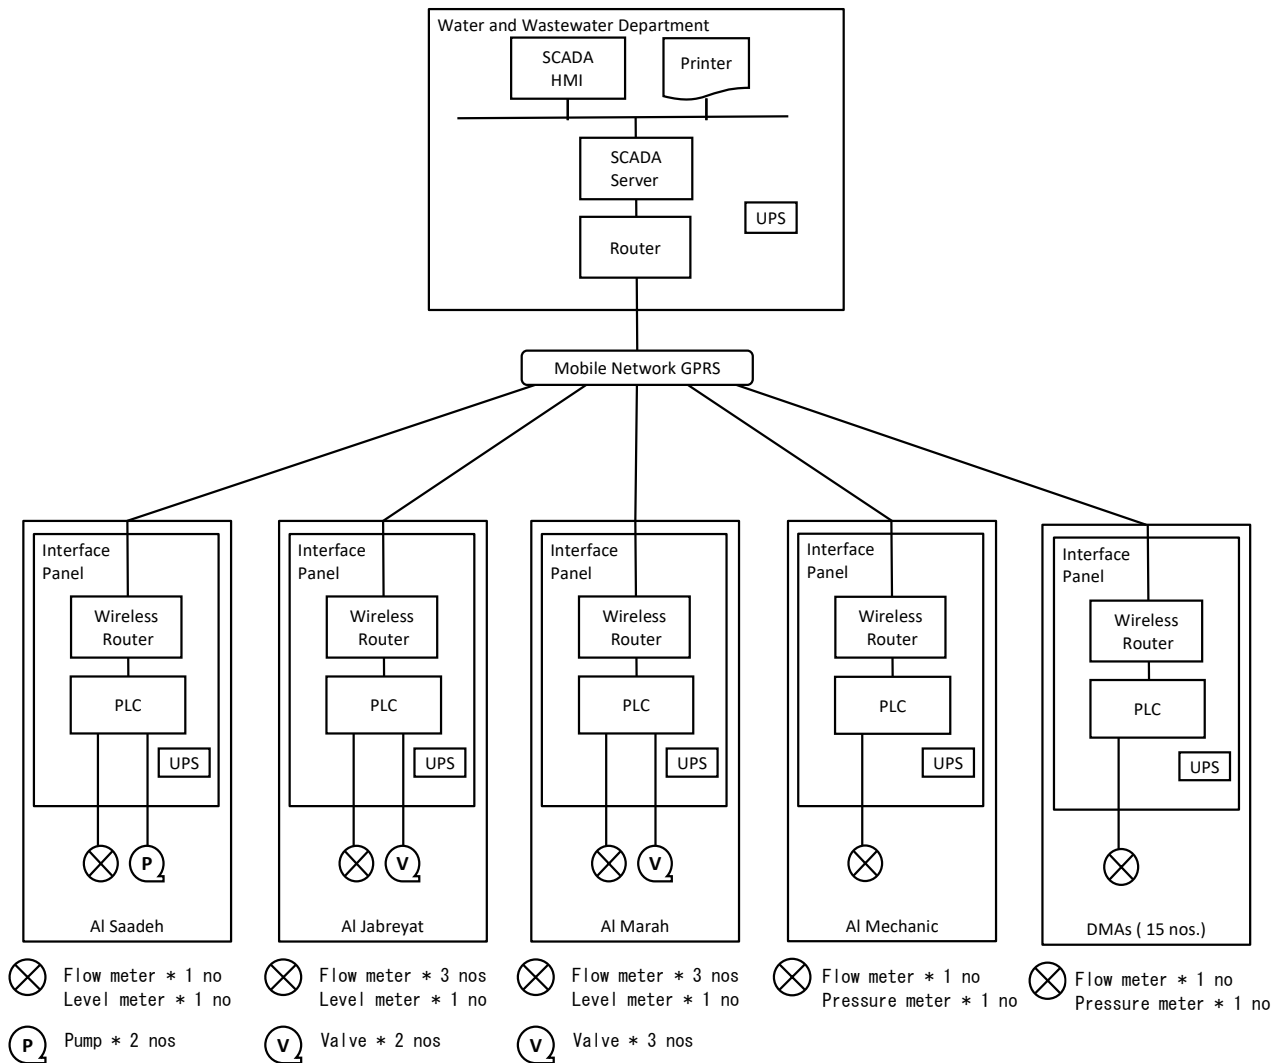 Water and Wastewater Department
SCADA
HMI
Printer
SCADA
Server
UPS
Router
Mobile Network GPRS
Interface
Panel
Wireless
Router
PLC
UPS
P
Al Saadeh
Interface
Panel
Wireless
Router
PLC
UPS
V
Al Jabreyat
Interface
Panel
Wireless
Router
PLC
UPS
V
Al Marah
Interface
Panel
Wireless
Router
PLC
UPS
Al Mechanic
Interface
Panel
Wireless
Router
PLC
UPS
DMAs ( 15 nos.)
Flow meter * 1 no
Level meter * 1 no
P Pump * 2 nos
Flow meter * 3 nos
Level meter * 1 no
V Valve * 2 nos
Flow meter * 3 nos
Level meter * 1 no
V Valve * 3 nos
Flow meter * 1 no
Pressure meter * 1 no
Flow meter * 1 no
Pressure meter * 1 no